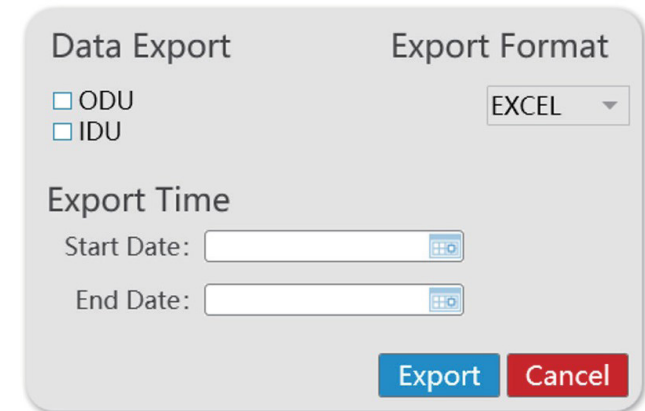 Data Export
Export Format
ODU
EXCEL
IDU
Export Time
Start Date:
End Date:
Export
Cancel